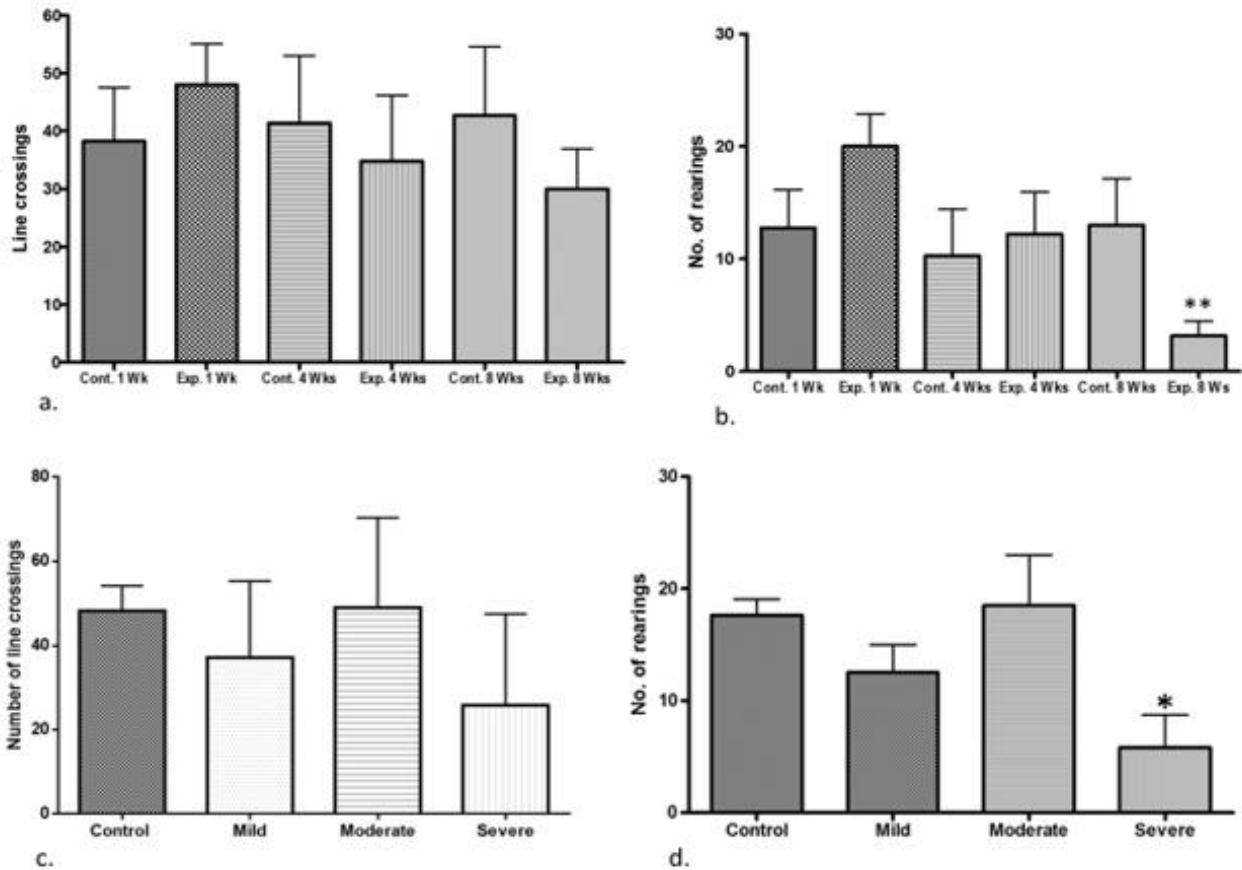 60
50
40
30
20
10
0
Line crossings
Cont. 1 Wk Exp. 1 Wk Cont. 4 Wks Exp. 4 Wks Cont. 8 Wks Exp. 8 Wks
a.
30
20
10
0
No. of rearings
**
Cont. 1 Wk Exp. 1 Wk Cont. 4 Wks Exp. 4 Wks Cont. 8 Wks Exp. 8 Ws
b.
80
60
40
20
0
Number of line crossings
Control Mild Moderate Severe
c.
30
20
10
0
No. of rearings
*
Control Mild Moderate Severe
d.